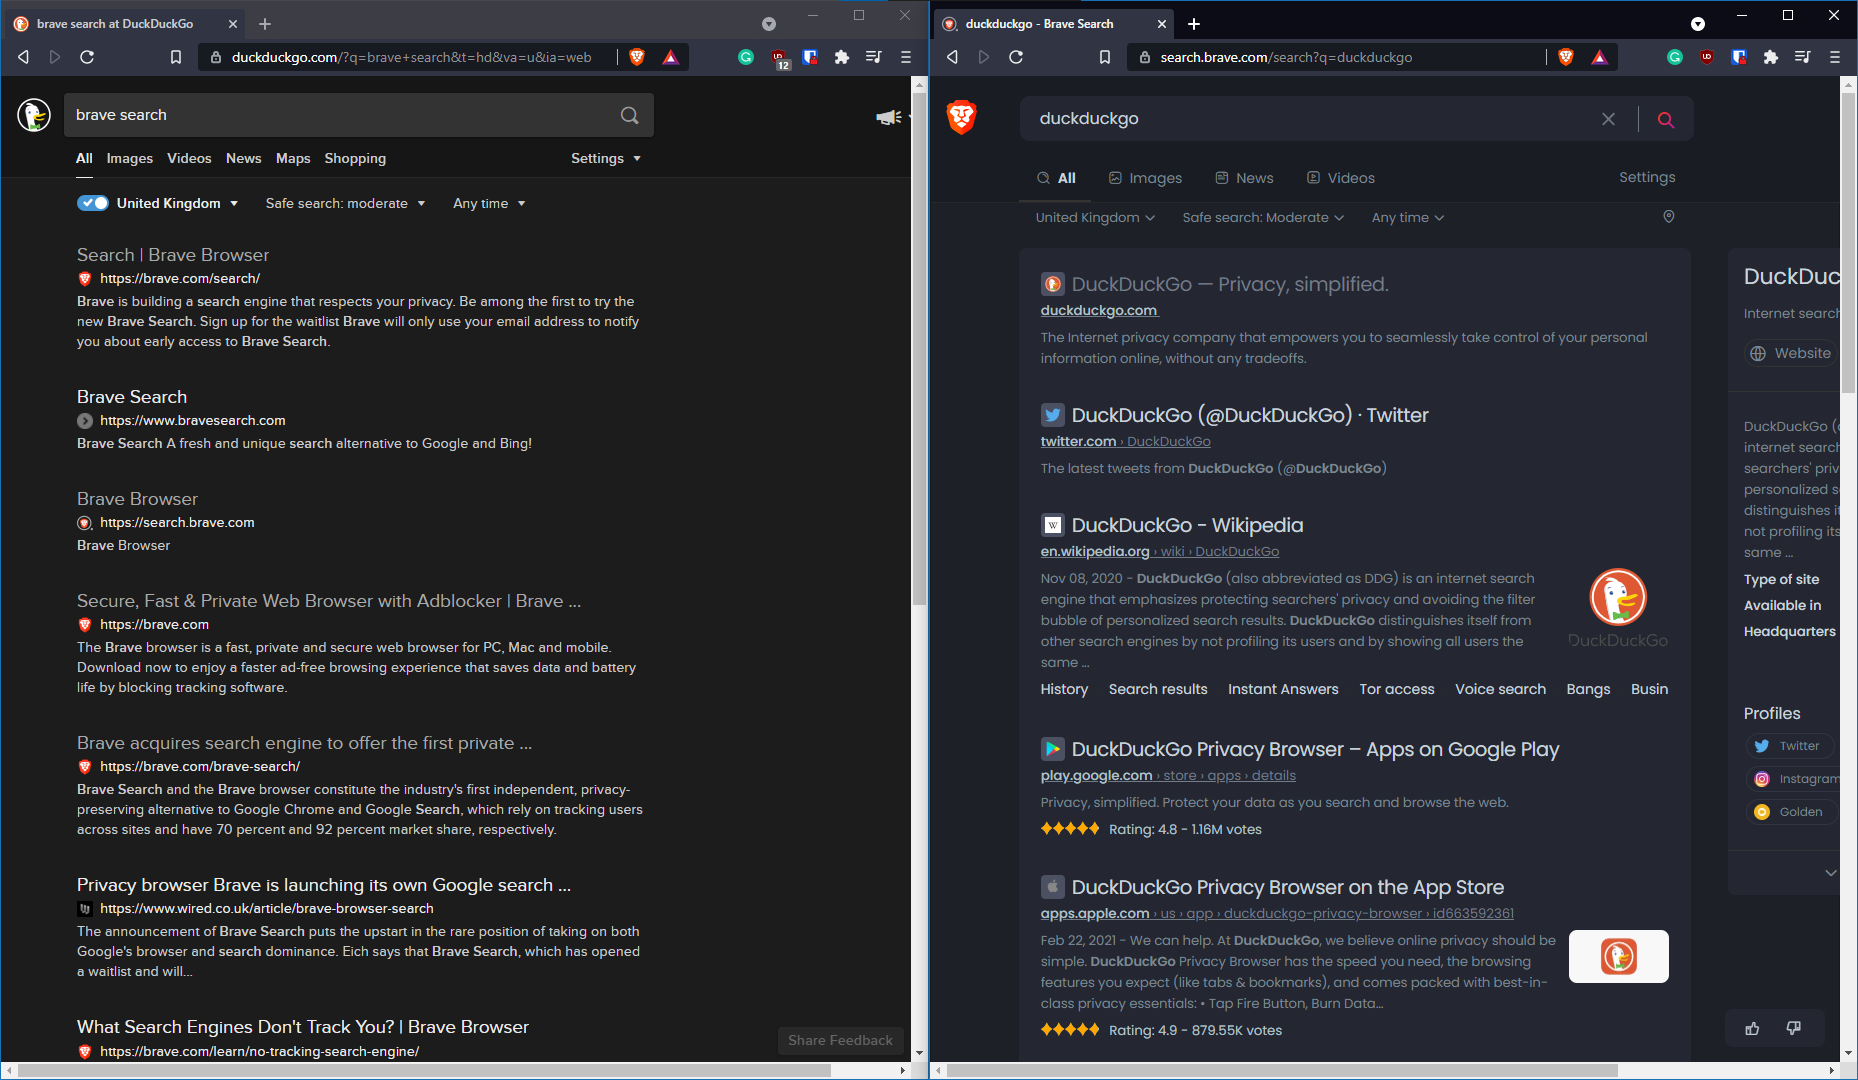 brave search at DuckDuckGo
duckduckgo.com/?q=brave+search&t=hd&va=u&ia=web
12
brave search
All Images Videos News Maps Shopping Settings
United Kingdom Safe search: moderate Any time
Search | Brave Browser
https://brave.com/search/
Brave is building a search engine that respects your privacy. Be among the first to try the
new Brave Search. Sign up for the waitlist Brave will only use your email address to notify
you about early access to Brave Search.
Brave Search
https://www.bravesearch.com
Brave Search A fresh and unique search alternative to Google and Bing!
Brave Browser
https://search.brave.com
Brave Browser
Secure, Fast & Private Web Browser with Adblocker | Brave ...
https://brave.com
The Brave browser is a fast, private and secure web browser for PC, Mac and mobile.
Download now to enjoy a faster ad-free browsing experience that saves data and battery
life by blocking tracking software.
Brave acquires search engine to offer the first private ...
https://brave.com/brave-search/
Brave Search and the Brave browser constitute the industry's first independent, privacy-
preserving alternative to Google Chrome and Google Search, which rely on tracking users
across sites and have 70 percent and 92 percent market share, respectively.
Privacy browser Brave is launching its own Google search ...
https://www.wired.co.uk/article/brave-browser-search
The announcement of Brave Search puts the upstart in the rare position of taking on both
Google's browser and search dominance. Eich says that Brave Search, which has opened
a waitlist and will...
What Search Engines Don't Track You? | Brave Browser
https://brave.com/learn/no-tracking-search-engine/
Share Feedback
duckduckgo - Brave Search
search.brave.com/search?q=duckduckgo
duckduckgo
All Images News Videos Settings
United Kingdom Safe search: Moderate Any time
DuckDuckGo — Privacy, simplified.
duckduckgo.com
The Internet privacy company that empowers you to seamlessly take control of your personal
information online, without any tradeoffs.
DuckDuckGo (@DuckDuckGo) · Twitter
twitter.com › DuckDuckGo
The latest tweets from DuckDuckGo (@DuckDuckGo)
W DuckDuckGo - Wikipedia
en.wikipedia.org › wiki › DuckDuckGo
Nov 08, 2020 - DuckDuckGo (also abbreviated as DDG) is an internet search
engine that emphasizes protecting searchers' privacy and avoiding the filter
bubble of personalized search results. DuckDuckGo distinguishes itself from
other search engines by not profiling its users and by showing all users the
same ...
DuckDuckGo
History Search results Instant Answers Tor access Voice search Bangs Busin
DuckDuckGo Privacy Browser – Apps on Google Play
play.google.com › store › apps › details
Privacy, simplified. Protect your data as you search and browse the web.
Rating: 4.8 - 1.16M votes
DuckDuckGo Privacy Browser on the App Store
apps.apple.com › us › app › duckduckgo-privacy-browser › id663592361
Feb 22, 2021 - We can help. At DuckDuckGo, we believe online privacy should be
simple. DuckDuckGo Privacy Browser has the speed you need, the browsing
features you expect (like tabs & bookmarks), and comes packed with best-in-
class privacy essentials: • Tap Fire Button, Burn Data...
Rating: 4.9 - 879.55K votes
DuckDuc
Internet search
Website
DuckDuckGo (
internet search
searchers' priv
personalized s
distinguishes it
not profiling its
same ...
Type of site
Available in
Headquarters
Profiles
Twitter
Instagram
Golden